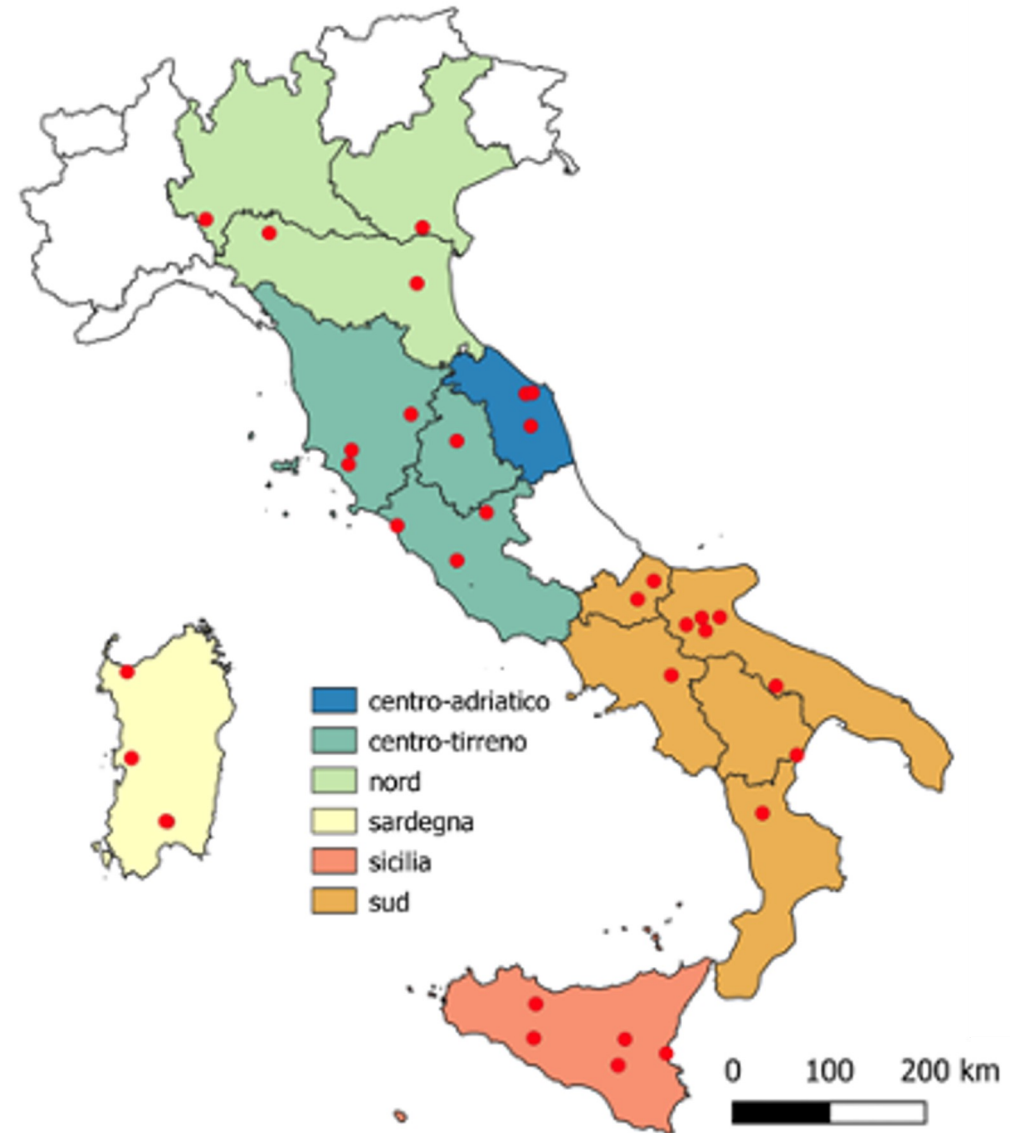 centro-adriatico
centro-tirreno
nord
sardegna
sicilia
sud
0 100 200 km